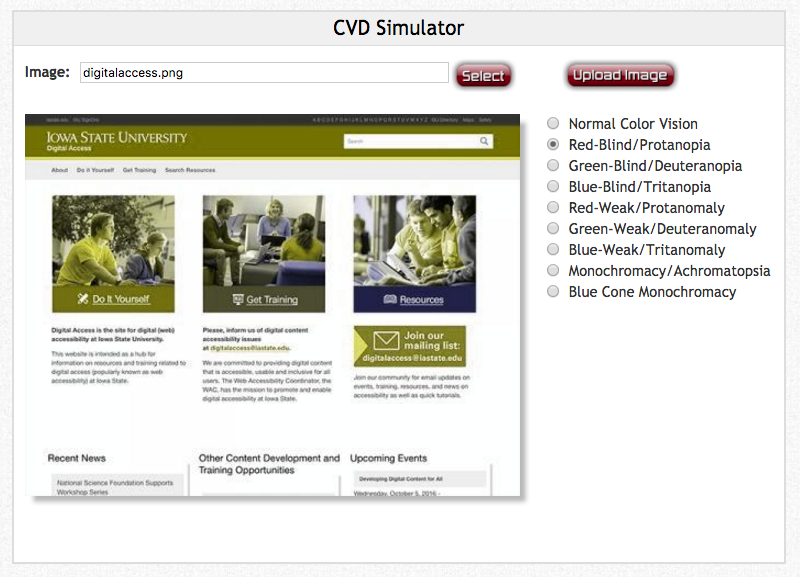 CVD Simulator
Image: digitalaccess.png Select Upload Image
Normal Color Vision
Red-Blind/Protanopia
Green-Blind/Deuteranopia
Blue-Blind/Tritanopia
Red-Weak/Protanomaly
Green-Weak/Deuteranomaly
Blue-Weak/Tritanomaly
Monochromacy/Achromatopsia
Blue Cone Monochromacy
iastate.edu
A B C D E F G H I J K L M N O P Q R S T U V W X Y Z Directory Maps Safety
IOWA STATE UNIVERSITY
Digital Access
Search
About Do it Yourself Get Training Search Resources
Do It Yourself
Get Training
Resources
Digital Access is the site for digital (web)
accessibility at Iowa State University.
This website is intended as a hub for
information on resources and training related to
digital access (popularly known as web
accessibility) at Iowa State.
Please, inform us of digital content
accessibility issues
at digitalaccess@iastate.edu.
We are committed to providing digital content
that is accessible, usable and inclusive for all
users. The Web Accessibility Coordinator, the
WAC, has the mission to promote and enable
digital accessibility at Iowa State.
Join our
mailing list:
digitalaccess@iastate.edu
Join our community for email updates on
events, training, resources, and news on
accessibility as well as quick tutorials.
Recent News
National Science Foundation Supports
Workshop Series
Other Content Development and
Training Opportunities
Upcoming Events
Developing Digital Content for All
Wednesday, October 5, 2016 -